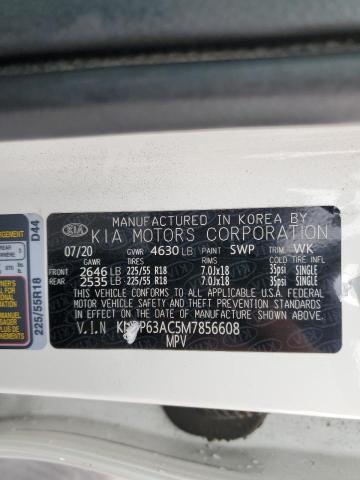 MANUFACTURED IN KOREA BY
KIA KIA MOTORS CORPORATION
07/20 GVWR 4630 LB PAINT SWP TRIM WK
GAWR TIRE RIM COLD
FRONT 2646 LB 225/55 R18 7.0Jx18 35psi SINGLE
REAR 2535 LB 225/55 R18 7.0Jx18 35psi SINGLE
THIS VEHICLE CONFORMS TO ALL APPLICABLE U.S.A FEDERAL
MOTOR VEHICLE SAFETY AND THEFT PREVENTION STANDARDS
IN EFFECT ON THE DATE OF MANUFACTURE SHOWN ABOVE.
V.I.N P63AC5M7856608
MPV
D44
225/55R18